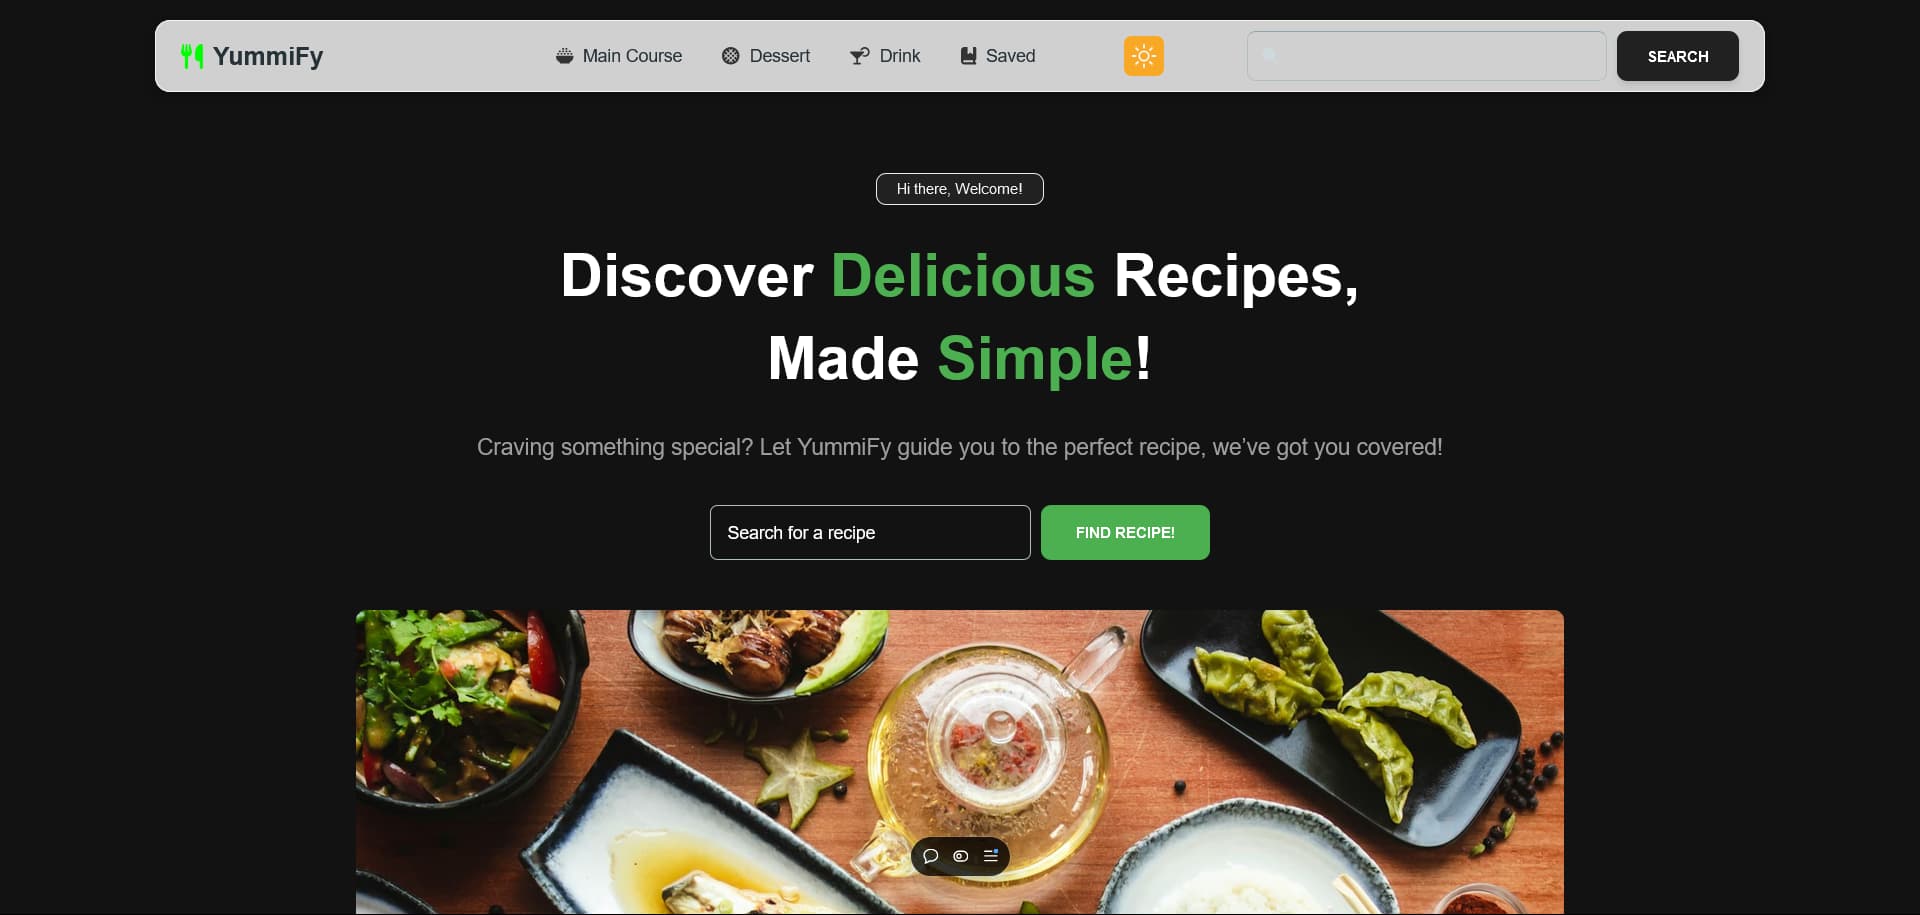 YummiFy
Main Course
Dessert
Drink
Saved
SEARCH
Hi there, Welcome!
Discover Delicious Recipes,
Made Simple!
Craving something special? Let YummiFy guide you to the perfect recipe, we’ve got you covered!
Search for a recipe
FIND RECIPE!